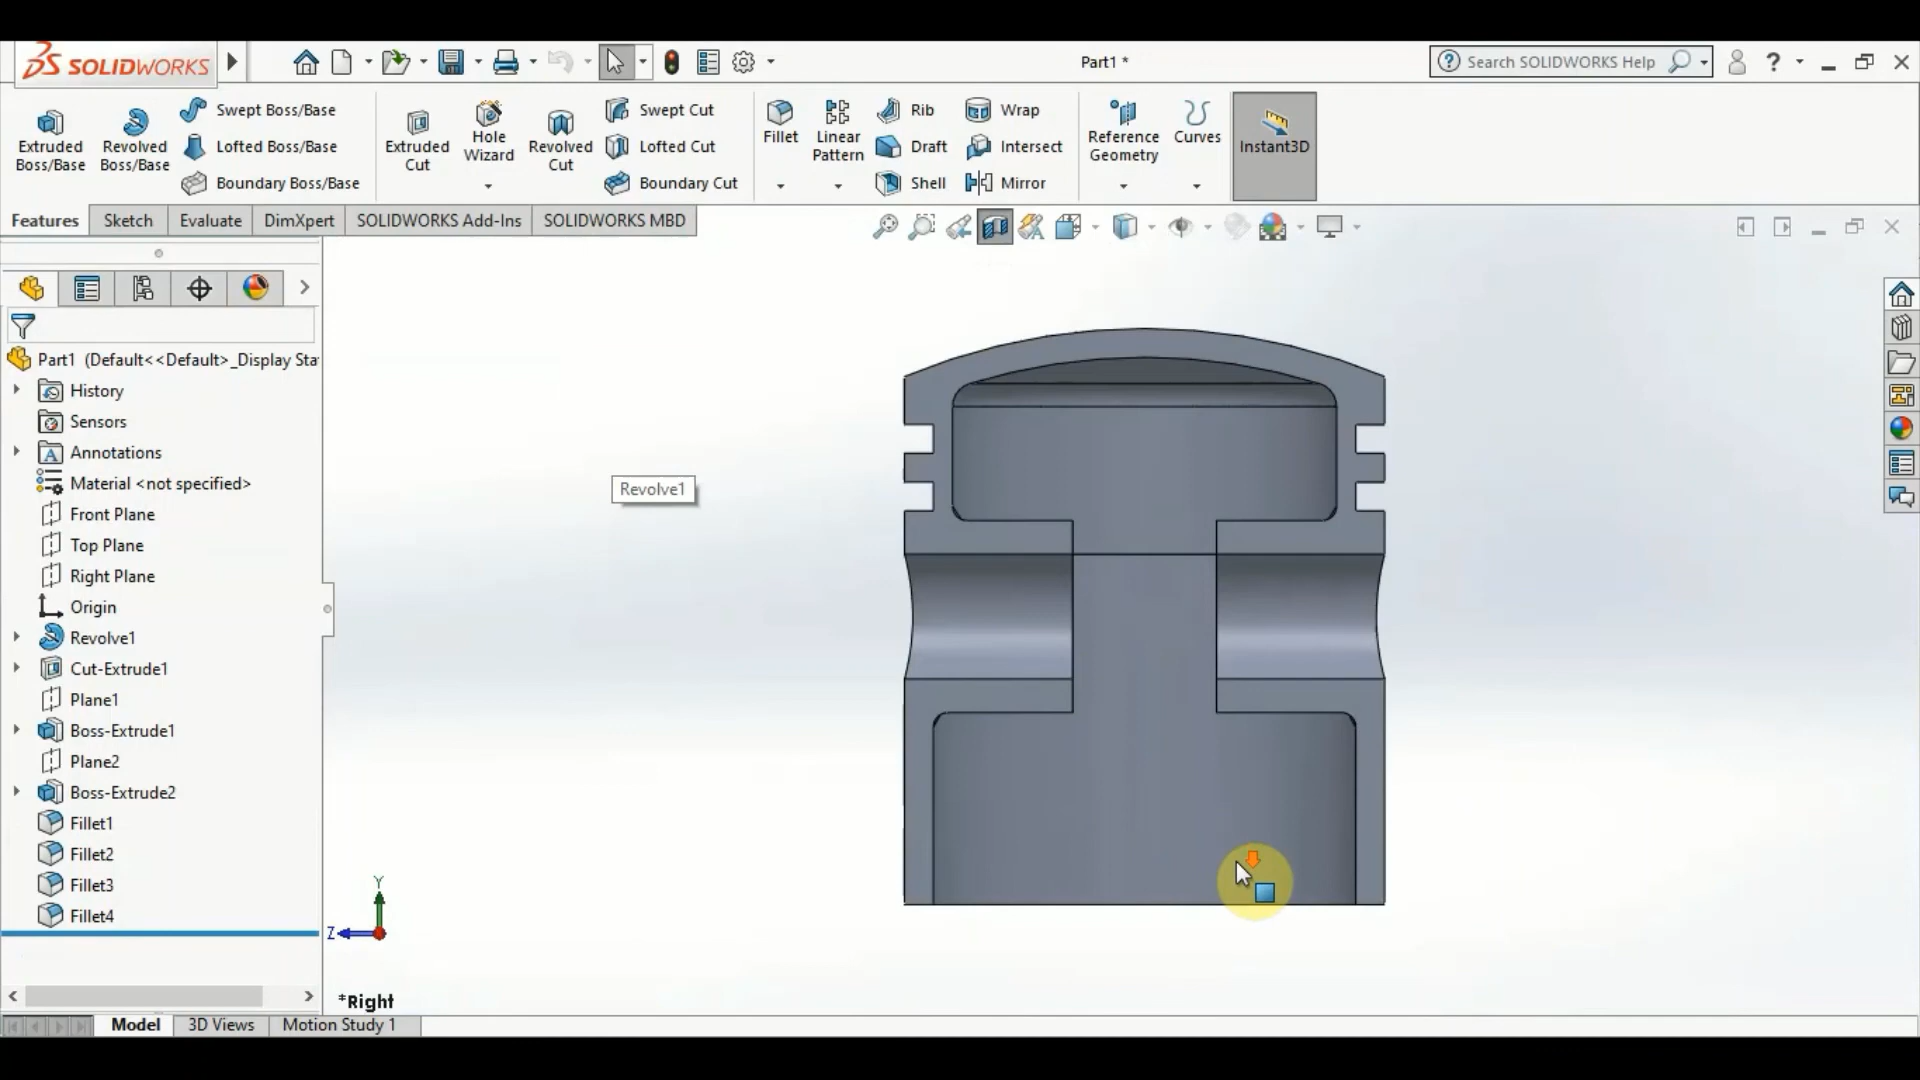 SOLIDWORKS
Part1 *
Search SOLIDWORKS Help
?
Extruded Boss/Base
Revolved Boss/Base
Swept Boss/Base
Lofted Boss/Base
Boundary Boss/Base
Extruded Cut
Hole Wizard
Revolved Cut
Swept Cut
Lofted Cut
Boundary Cut
Fillet
Linear Pattern
Rib
Draft
Shell
Wrap
Intersect
Mirror
Reference Geometry
Curves
Instant3D
Features
Sketch
Evaluate
DimXpert
SOLIDWORKS Add-Ins
SOLIDWORKS MBD
Part1 (Default<<Default>_Display Sta
History
Sensors
Annotations
Material <not specified>
Front Plane
Top Plane
Right Plane
Origin
Revolve1
Cut-Extrude1
Plane1
Boss-Extrude1
Plane2
Boss-Extrude2
Fillet1
Fillet2
Fillet3
Fillet4
Revolve1
Y
Z
*Right
Model
3D Views
Motion Study 1